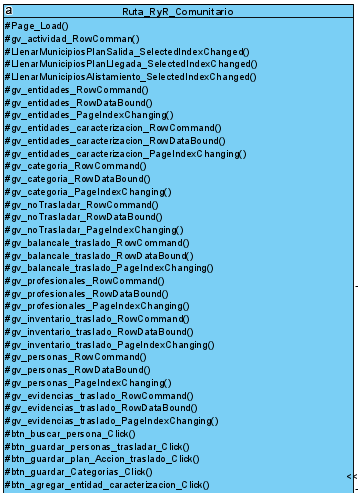 a
Ruta_RyR_Comunitario
#Page_Load()
#gv_actividad_RowComman()
#LlenarMunicipiosPlanSalida_SelectedIndexChanged()
#LlenarMunicipiosPlanLlegada_SelectedIndexChanged()
#LlenarMunicipiosAlistamiento_SelectedIndexChanged()
#gv_entidades_RowCommand()
#gv_entidades_RowDataBound()
#gv_entidades_PageIndexChanging()
#gv_entidades_caracterizacion_RowCommand()
#gv_entidades_caracterizacion_RowDataBound()
#gv_entidades_caracterizacion_PageIndexChanging()
#gv_categoria_RowCommand()
#gv_categoria_RowDataBound()
#gv_categoria_PageIndexChanging()
#gv_noTrasladar_RowCommand()
#gv_noTrasladar_RowDataBound()
#gv_noTrasladar_PageIndexChanging()
#gv_balancale_traslado_RowCommand()
#gv_balancale_traslado_RowDataBound()
#gv_balancale_traslado_PageIndexChanging()
#gv_profesionales_RowCommand()
#gv_profesionales_RowDataBound()
#gv_profesionales_PageIndexChanging()
#gv_inventario_traslado_RowCommand()
#gv_inventario_traslado_RowDataBound()
#gv_inventario_traslado_PageIndexChanging()
#gv_personas_RowCommand()
#gv_personas_RowDataBound()
#gv_personas_PageIndexChanging()
#gv_evidencias_traslado_RowCommand()
#gv_evidencias_traslado_RowDataBound()
#gv_evidencias_traslado_PageIndexChanging()
#btn_buscar_persona_Click()
#btn_guardar_personas_trasladar_Click()
#btn_guardar_plan_Accion_traslado_Click()
#btn_guardar_Categorias_Click()
<<
#btn_agregar_entidad_caracterizacion_Click()